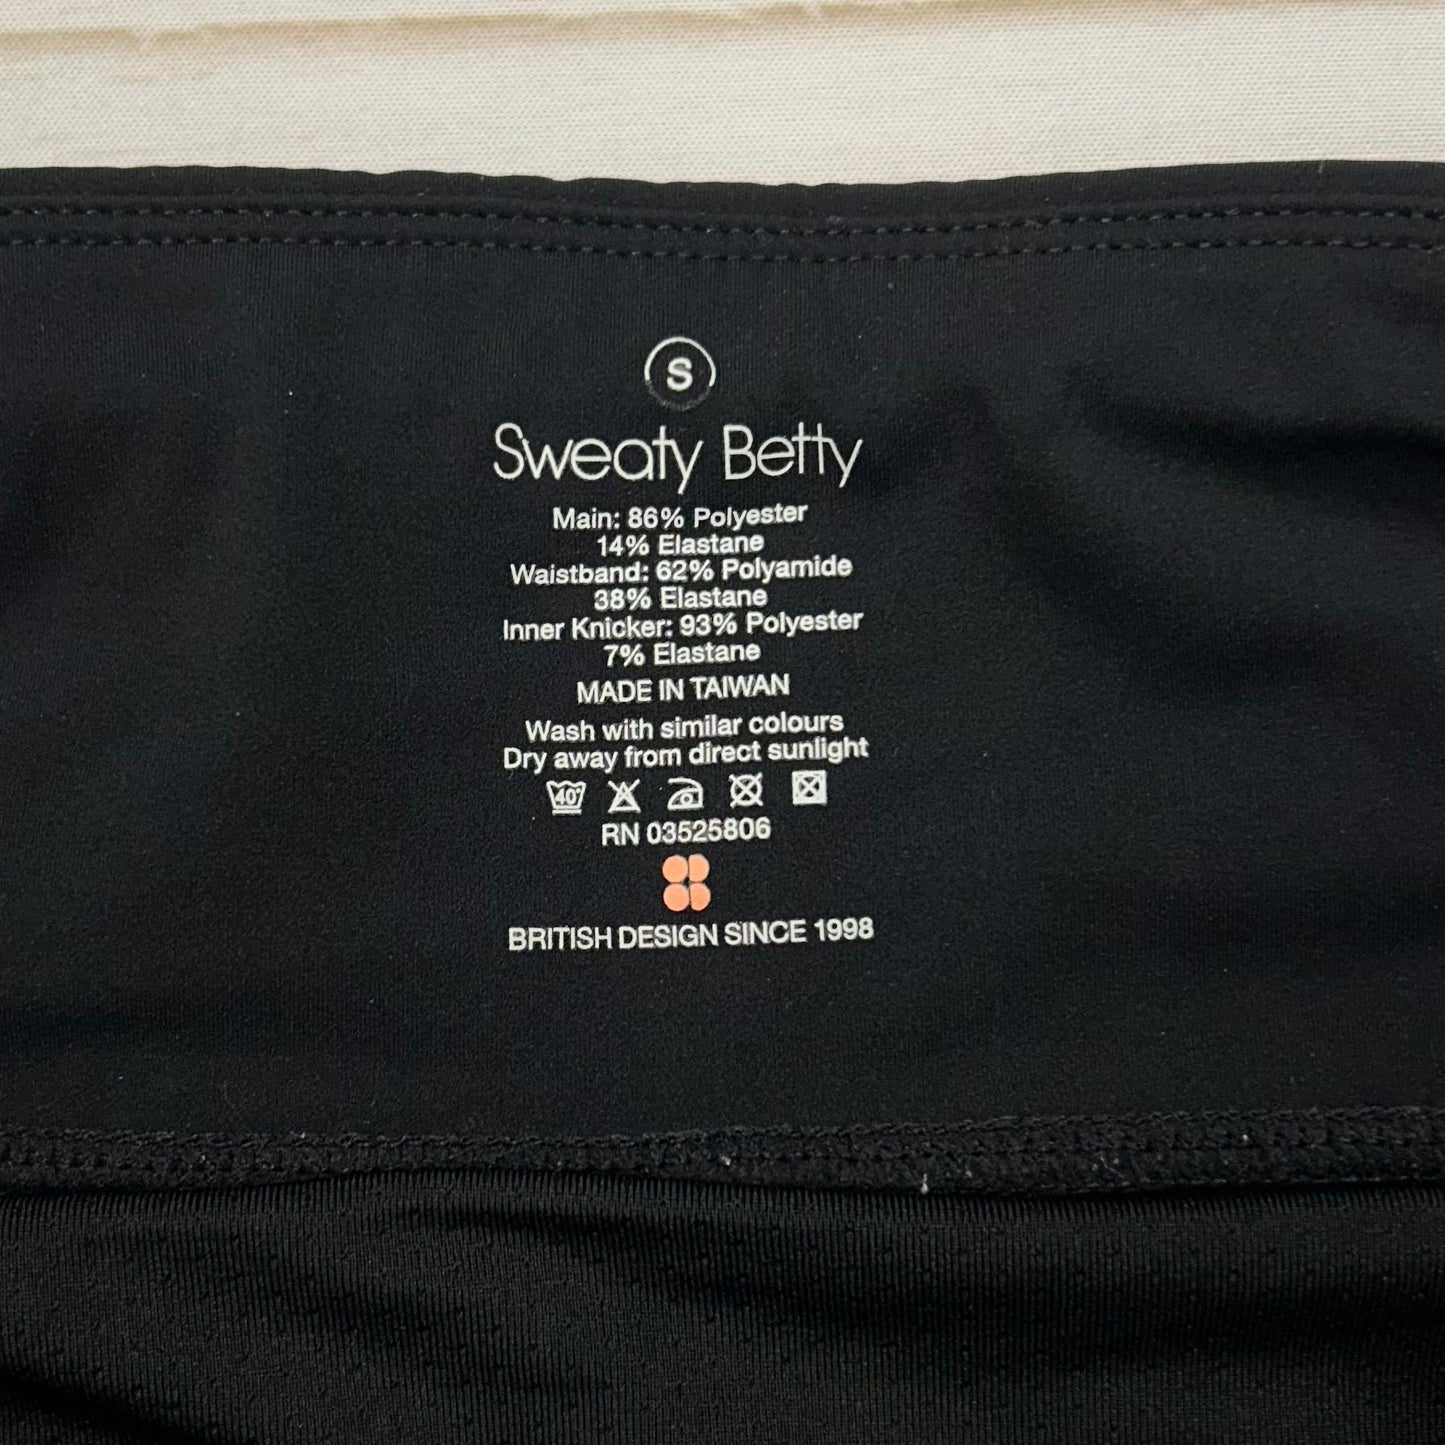 S
Sweaty Betty
Main: 86% Polyester
14% Elastane
Waistband: 62% Polyamide
38% Elastane
Inner Knicker: 93% Polyester
7% Elastane
MADE IN TAIWAN
Wash with similar colours
Dry away from direct sunlight
40
RN 03525806
BRITISH DESIGN SINCE 1998